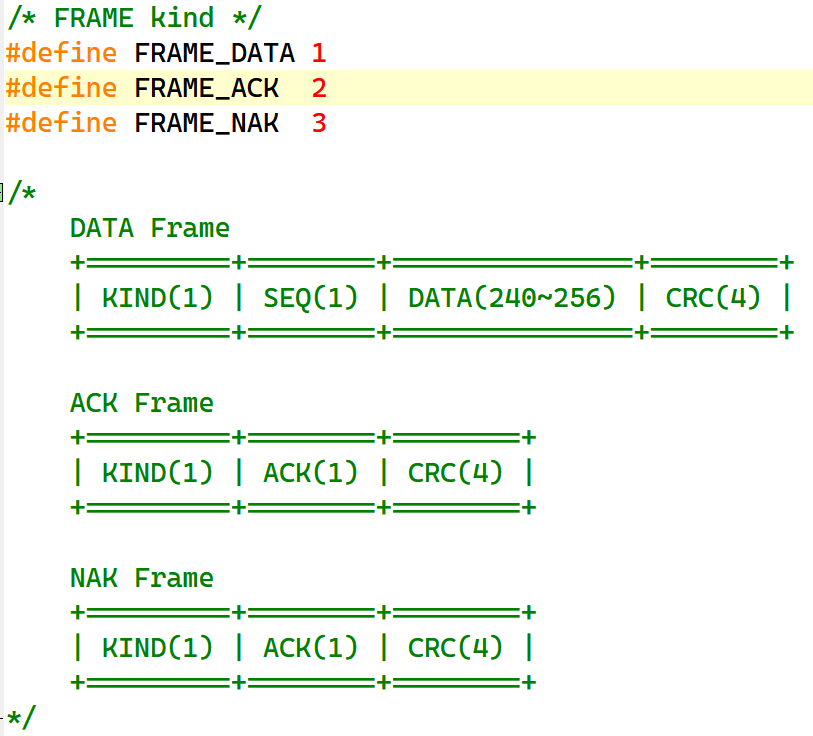 /* FRAME kind */
#define FRAME_DATA 1
#define FRAME_ACK  2
#define FRAME_NAK  3

/*
    DATA Frame
    +=========+========+===============+========+
    | KIND(1) | SEQ(1) | DATA(240~256) | CRC(4) |
    +=========+========+===============+========+

    ACK Frame
    +=========+========+========+
    | KIND(1) | ACK(1) | CRC(4) |
    +=========+========+========+

    NAK Frame
    +=========+========+========+
    | KIND(1) | ACK(1) | CRC(4) |
    +=========+========+========+
*/